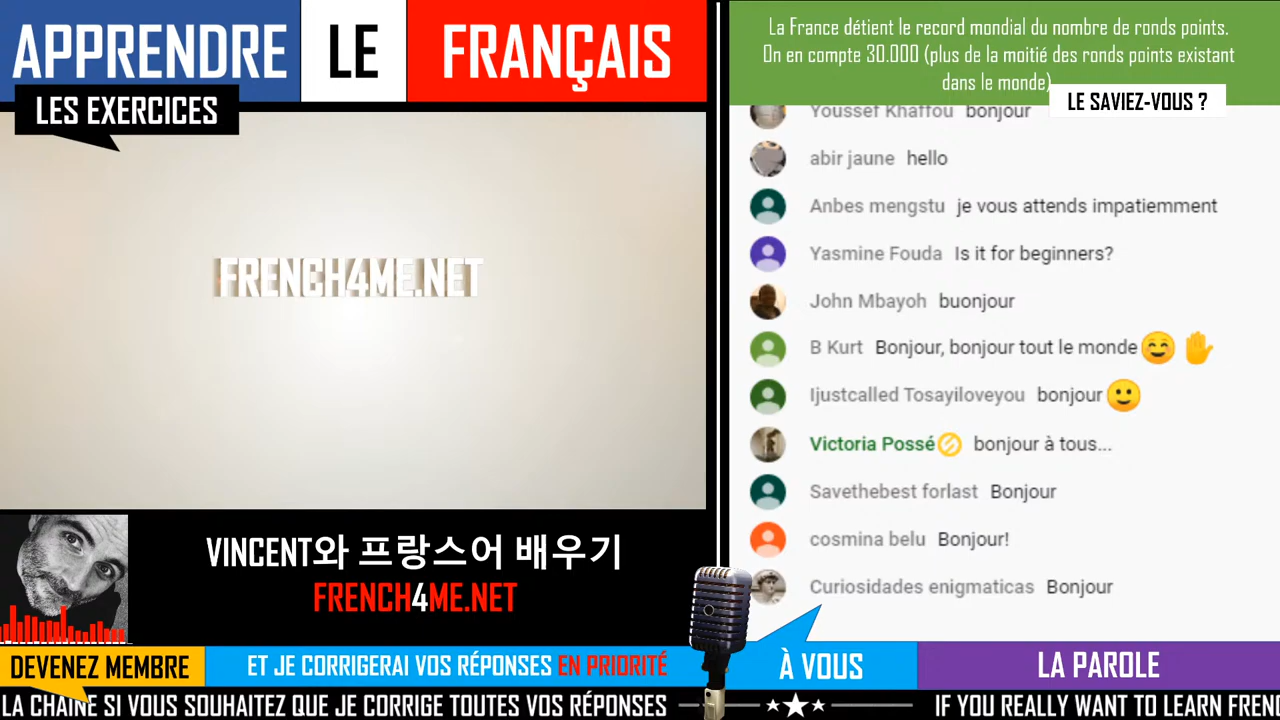 APPRENDRE LE FRANÇAIS
LES EXERCICES
FRENCH4ME.NET
VINCENT와 프랑스어 배우기
FRENCH4ME.NET
DEVENEZ MEMBRE
ET JE CORRIGERAI VOS RÉPONSES EN PRIORITÉ
La France détient le record mondial du nombre de ronds points.
On en compte 30.000 (plus de la moitié des ronds points existant
dans le monde)
LE SAVIEZ-VOUS ?
Youssef Khaffou bonjour
abir jaune hello
Anbes mengstu je vous attends impatiemment
Yasmine Fouda Is it for beginners?
John Mbayoh buonjour
B Kurt Bonjour, bonjour tout le monde 😊 ✋
Ijustcalled Tosayiloveyou bonjour 🙂
Victoria Possé bonjour à tous...
Savethebest forlast Bonjour
cosmina belu Bonjour!
Curiosidades enigmaticas Bonjour
À VOUS
LA PAROLE
LA CHAINE SI VOUS SOUHAITEZ QUE JE CORRIGE TOUTES VOS RÉPONSES
IF YOU REALLY WANT TO LEARN FREN